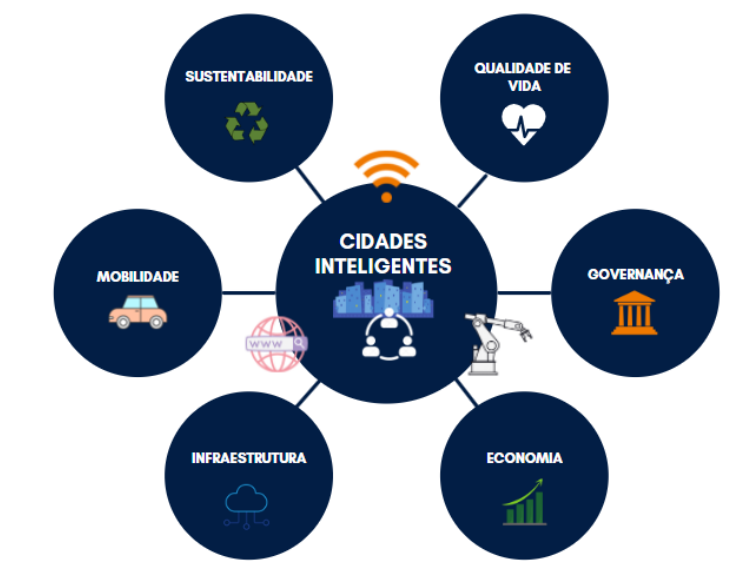 SUSTENTABILIDADE
QUALIDADE DE
VIDA
CIDADES
INTELIGENTES
MOBILIDADE
GOVERNANÇA
WWW
INFRAESTRUTURA
ECONOMIA